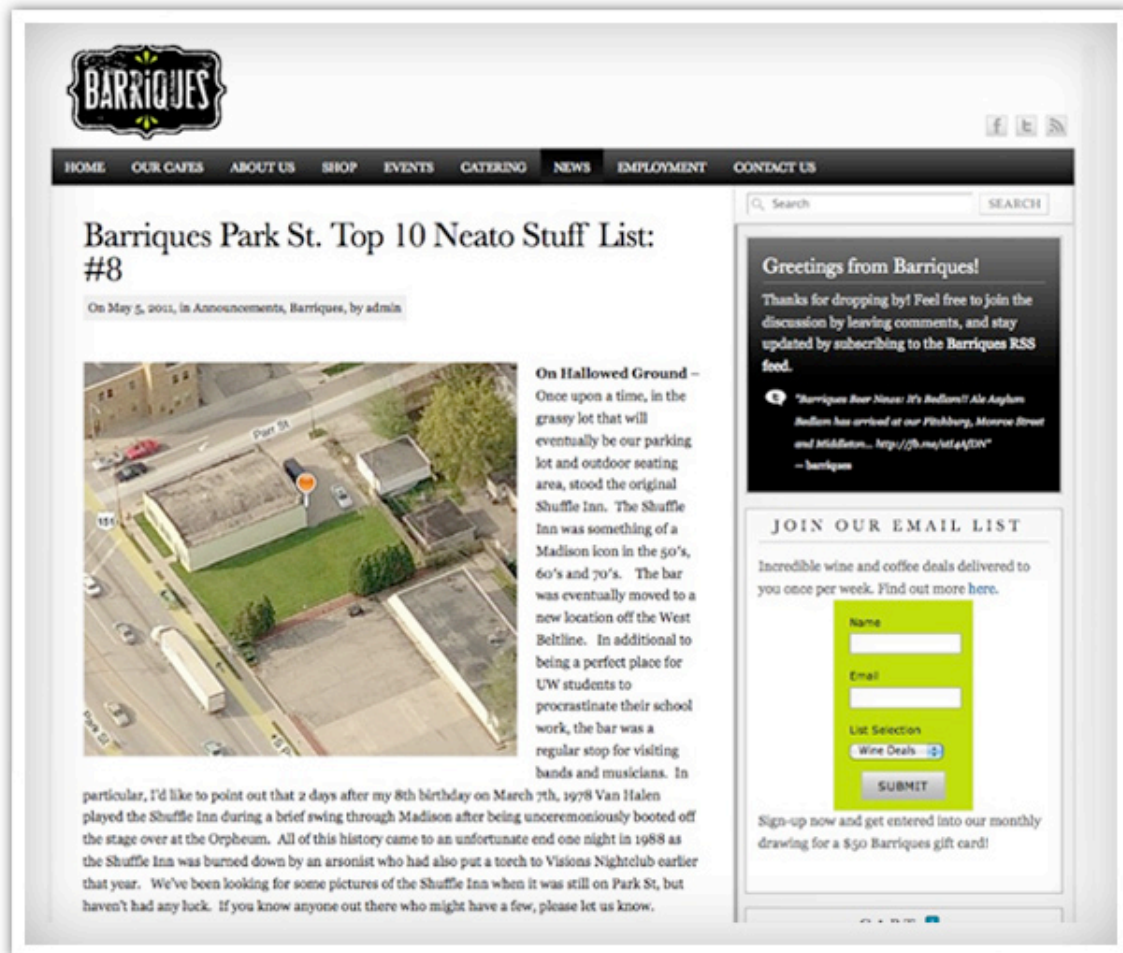 BARRIQUES
HOME OUR CAFES ABOUT US SHOP EVENTS CATERING NEWS EMPLOYMENT CONTACT US
Search SEARCH
Barriques Park St. Top 10 Neato Stuff List:
#8
On May 5, 2011, in Announcements, Barriques, by admin
Parr St
151
Park St
S P
On Hallowed Ground –
Once upon a time, in the
grassy lot that will
eventually be our parking
lot and outdoor seating
area, stood the original
Shuffle Inn. The Shuffle
Inn was something of a
Madison icon in the 50's,
60's and 70's. The bar
was eventually moved to a
new location off the West
Beltline. In additional to
being a perfect place for
UW students to
procrastinate their school
work, the bar was a
regular stop for visiting
bands and musicians. In
particular, I'd like to point out that 2 days after my 8th birthday on March 7th, 1978 Van Halen
played the Shuffle Inn during a brief swing through Madison after being unceremoniously booted off
the stage over at the Orpheum. All of this history came to an unfortunate end one night in 1988 as
the Shuffle Inn was burned down by an arsonist who had also put a torch to Visions Nightclub earlier
that year. We've been looking for some pictures of the Shuffle Inn when it was still on Park St, but
haven't had any luck. If you know anyone out there who might have a few, please let us know.
Greetings from Barriques!
Thanks for dropping by! Feel free to join the
discussion by leaving comments, and stay
updated by subscribing to the Barriques RSS
feed.
"Barriques Beer News: It's Bedlam!! Ale Asylum
Bedlam has arrived at our Fitchburg, Monroe Street
and Middleton...
— barriques
JOIN OUR EMAIL LIST
Incredible wine and coffee deals delivered to
you once per week. Find out more here.
Name
Email
List Selection
Wine Deals
SUBMIT
Sign-up now and get entered into our monthly
drawing for a $50 Barriques gift card!